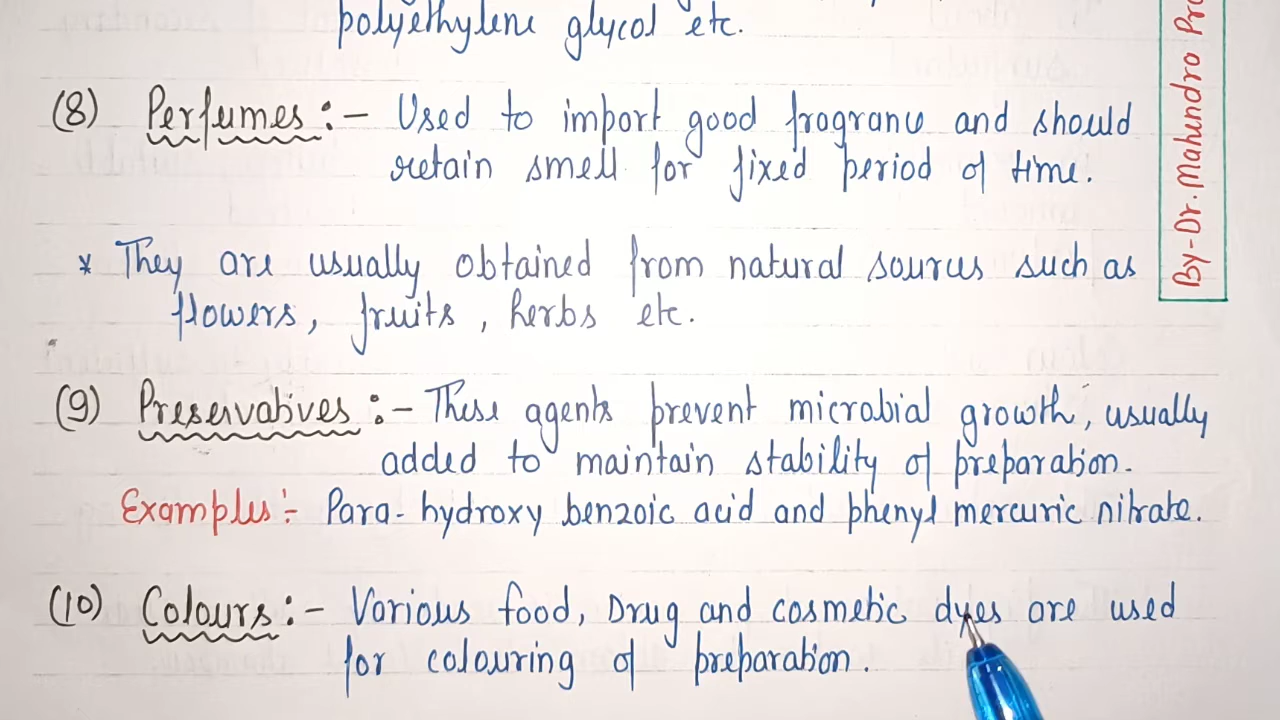 polyethylene glycol etc.
(8) Perfumes :- Used to import good fragrance and should
retain smell for fixed period of time.
* They are usually obtained from natural sources such as
flowers, fruits, herbs etc.
(9) Preservatives :- These agents prevent microbial growth, usually
added to maintain stability of preparation.
Examples :- Para-hydroxy benzoic acid and phenyl mercuric nitrate.
(10) Colours :- Various food, Drug and cosmetic dyes are used
for colouring of preparation.
By-Dr. Mahindra Pra